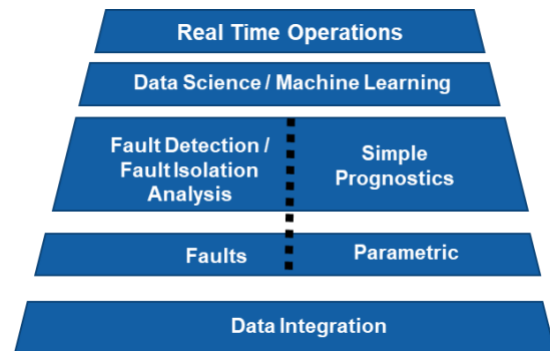 Real Time Operations
Data Science / Machine Learning
Fault Detection /
Fault Isolation
Analysis
Simple
Prognostics
Faults
Parametric
Data Integration